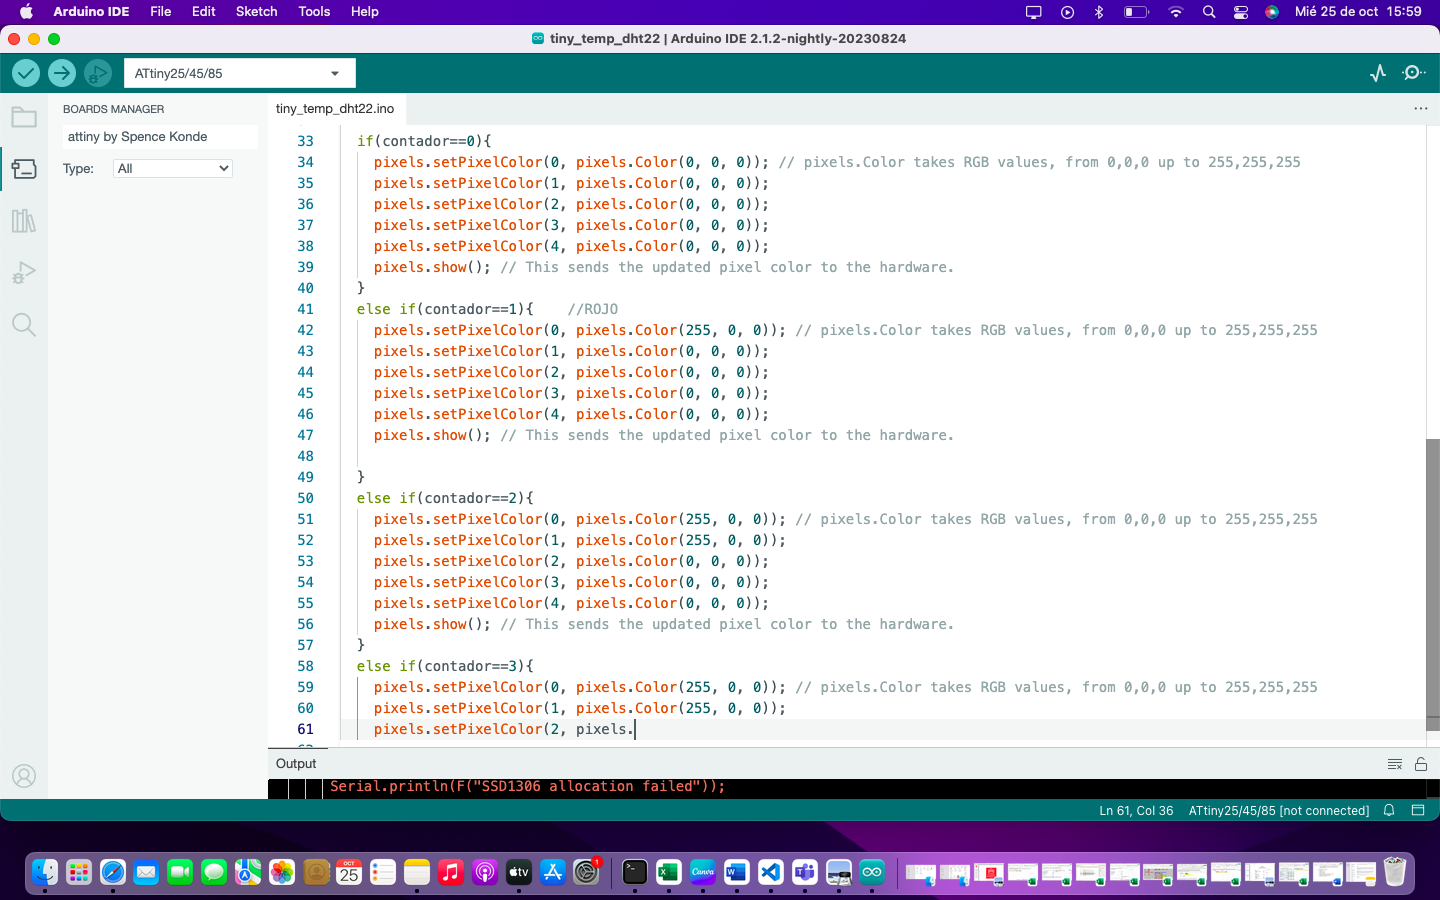 Arduino IDE File Edit Sketch Tools Help Mié 25 de oct 15:59
tiny_temp_dht22 | Arduino IDE 2.1.2-nightly-20230824
ATtiny25/45/85
BOARDS MANAGER
attiny by Spence Konde
Type: All
tiny_temp_dht22.ino
33 if(contador==0){
34 pixels.setPixelColor(0, pixels.Color(0, 0, 0)); // pixels.Color takes RGB values, from 0,0,0 up to 255,255,255
35 pixels.setPixelColor(1, pixels.Color(0, 0, 0));
36 pixels.setPixelColor(2, pixels.Color(0, 0, 0));
37 pixels.setPixelColor(3, pixels.Color(0, 0, 0));
38 pixels.setPixelColor(4, pixels.Color(0, 0, 0));
39 pixels.show(); // This sends the updated pixel color to the hardware.
40 }
41 else if(contador==1){ //ROJO
42 pixels.setPixelColor(0, pixels.Color(255, 0, 0)); // pixels.Color takes RGB values, from 0,0,0 up to 255,255,255
43 pixels.setPixelColor(1, pixels.Color(0, 0, 0));
44 pixels.setPixelColor(2, pixels.Color(0, 0, 0));
45 pixels.setPixelColor(3, pixels.Color(0, 0, 0));
46 pixels.setPixelColor(4, pixels.Color(0, 0, 0));
47 pixels.show(); // This sends the updated pixel color to the hardware.
48
49 }
50 else if(contador==2){
51 pixels.setPixelColor(0, pixels.Color(255, 0, 0)); // pixels.Color takes RGB values, from 0,0,0 up to 255,255,255
52 pixels.setPixelColor(1, pixels.Color(255, 0, 0));
53 pixels.setPixelColor(2, pixels.Color(0, 0, 0));
54 pixels.setPixelColor(3, pixels.Color(0, 0, 0));
55 pixels.setPixelColor(4, pixels.Color(0, 0, 0));
56 pixels.show(); // This sends the updated pixel color to the hardware.
57 }
58 else if(contador==3){
59 pixels.setPixelColor(0, pixels.Color(255, 0, 0)); // pixels.Color takes RGB values, from 0,0,0 up to 255,255,255
60 pixels.setPixelColor(1, pixels.Color(255, 0, 0));
61 pixels.setPixelColor(2, pixels.
Output
Serial.println(F("SSD1306 allocation failed"));
Ln 61, Col 36 ATtiny25/45/85 [not connected]
OCT
25
tv
1
Canva